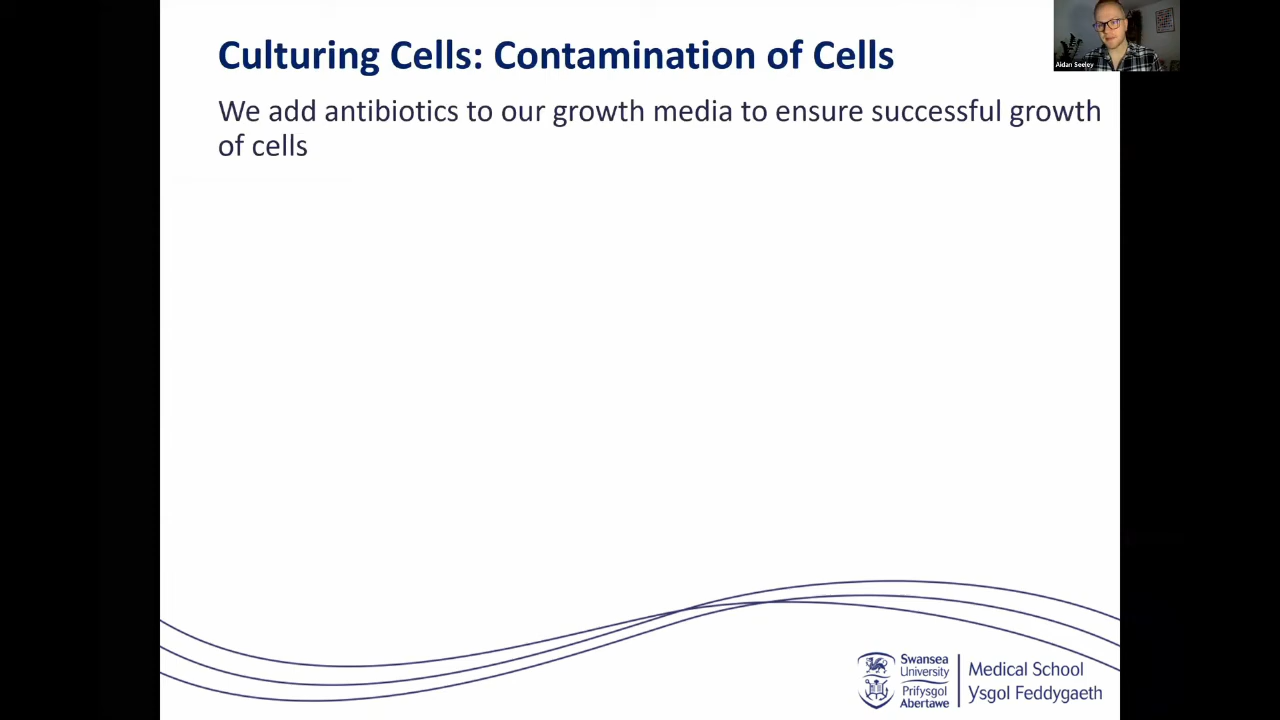 Culturing Cells: Contamination of Cells
Aidan Seeley
We add antibiotics to our growth media to ensure successful growth
of cells
Swansea
University
Prifysgol
Abertawe
Medical School
Ysgol Feddygaeth